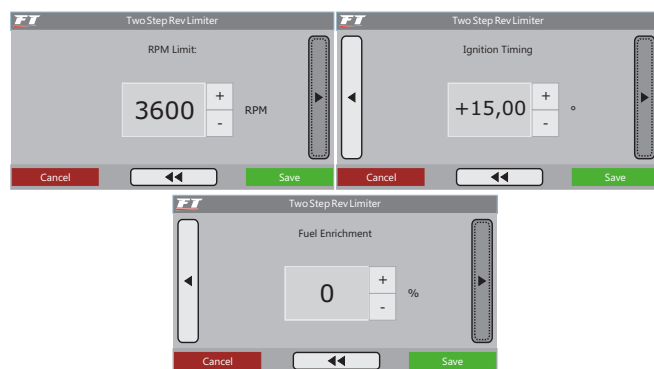 FT Two Step Rev Limiter
RPM Limit:
3600 + - RPM
Cancel Save
FT Two Step Rev Limiter
Ignition Timing
+15,00 + - °
Cancel Save
FT Two Step Rev Limiter
Fuel Enrichment
0 + - %
Cancel Save